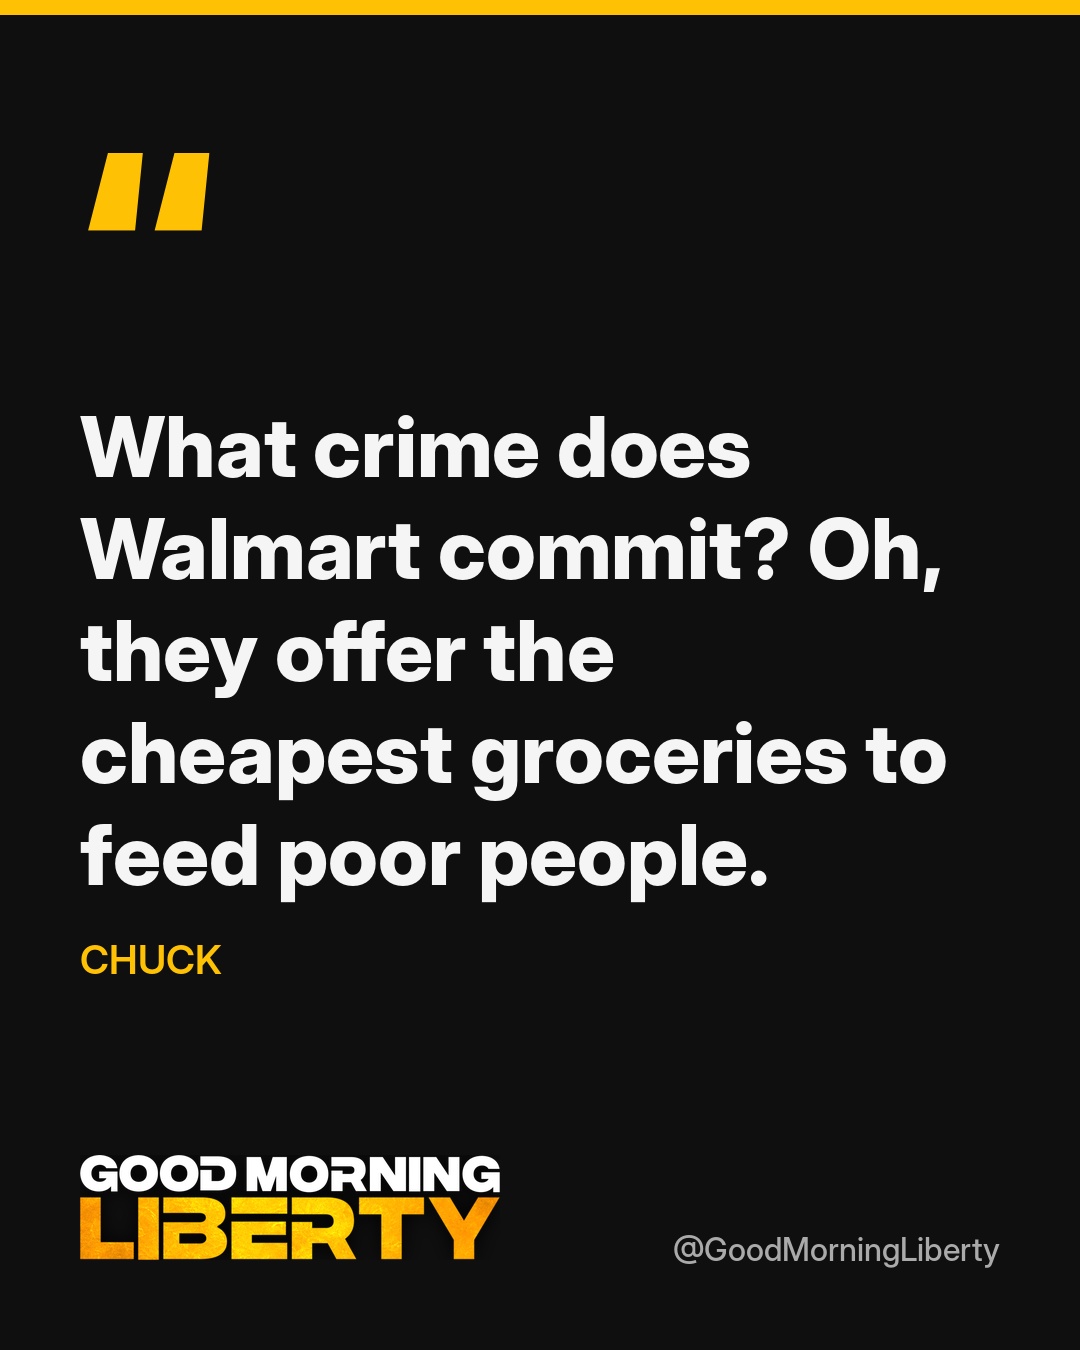 "
What crime does
Walmart commit? Oh,
they offer the
cheapest groceries to
feed poor people.
CHUCK
GOOD MORNING
LIBERTY
@GoodMorningLiberty